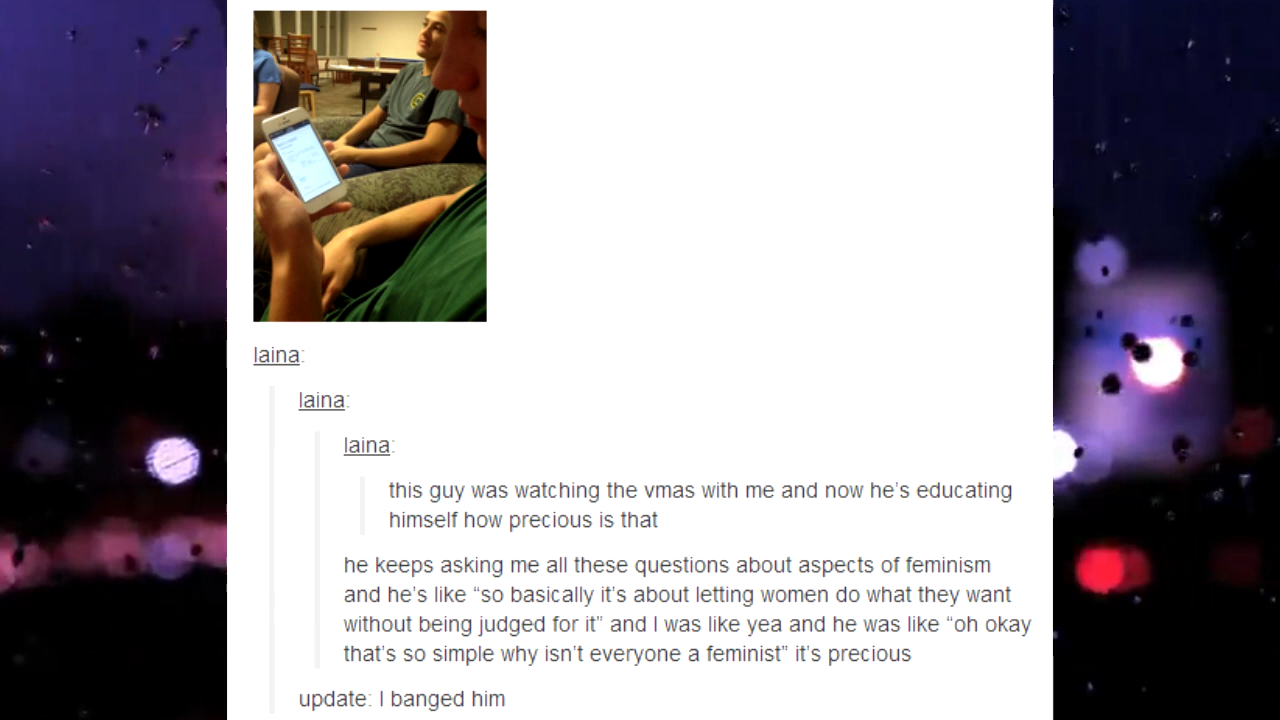 laina:
laina:
laina:
this guy was watching the vmas with me and now he's educating
himself how precious is that
he keeps asking me all these questions about aspects of feminism
and he's like “so basically it's about letting women do what they want
without being judged for it” and I was like yea and he was like “oh okay
that's so simple why isn't everyone a feminist” it's precious
update: I banged him